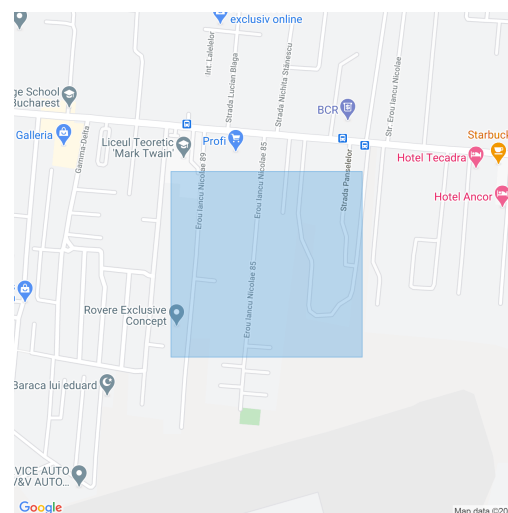 exclusiv online
Int. Lalelelor
Strada Lucian Blaga
Strada Nichita Stănescu
Str. Erou Iancu Nicolae
ge School
Bucharest
BCR
Galleria
Gamma-Delta
Liceul Teoretic
'Mark Twain'
Profi
Starbuck
Hotel Tecadra
Hotel Ancor
Erou Iancu Nicolae 89
Erou Iancu Nicolae 85
Strada Panselelor
Erou Iancu Nicolae 85
Rovere Exclusive
Concept
Baraca lui eduard
VICE AUTO
V&V AUTO...
Google
Map data ©20